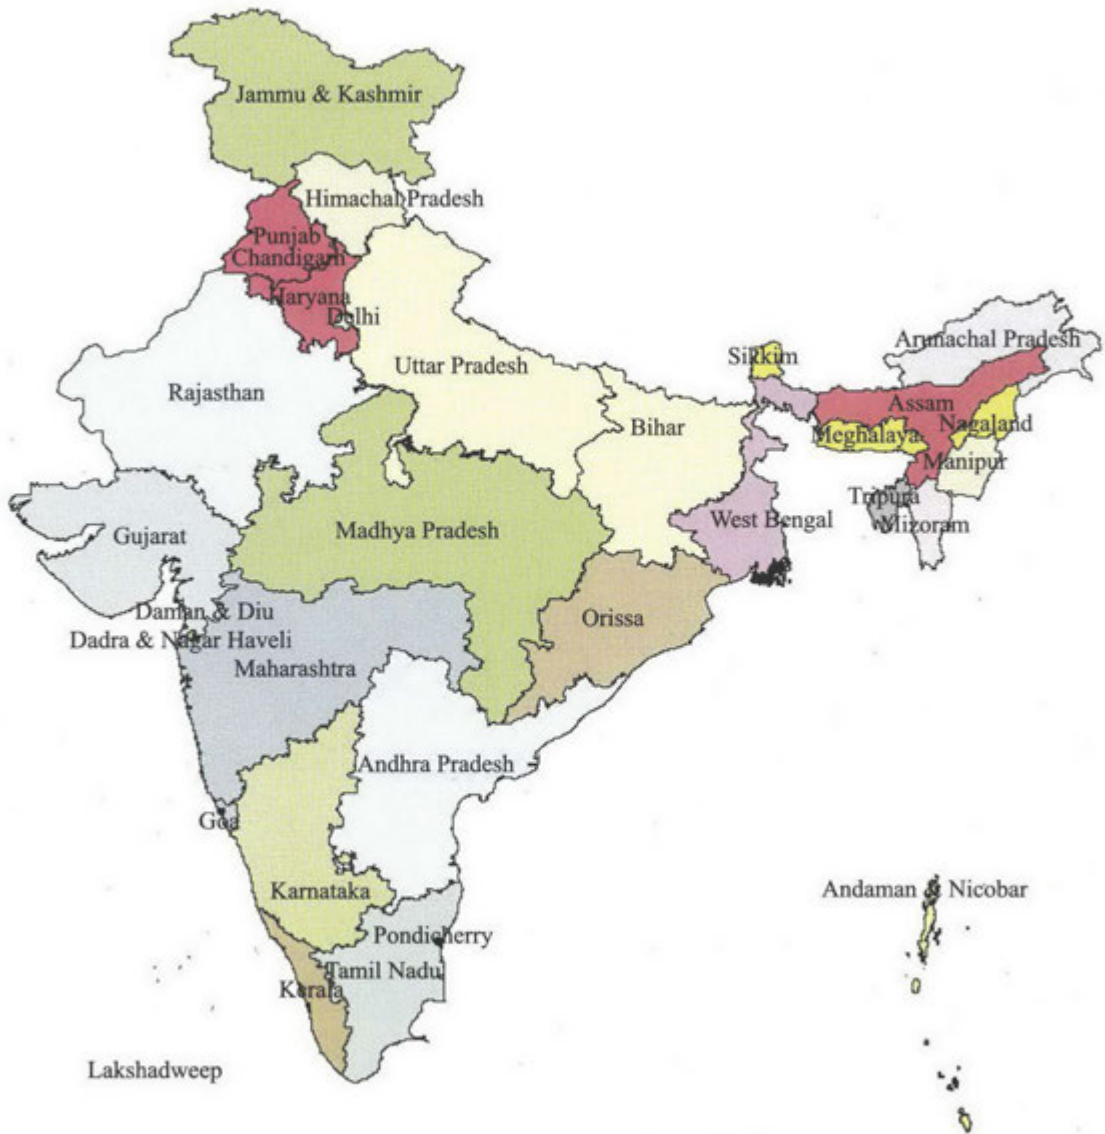 Jammu & Kashmir
Himachal Pradesh
Punjab
Chandigarh
Haryana
Delhi
Arunachal Pradesh
Sikkim
Uttar Pradesh
Rajasthan
Assam
Nagaland
Bihar
Meghalaya
Manipur
Tripura
West Bengal
Mizoram
Madhya Pradesh
Gujarat
Daman & Diu
Orissa
Dadra & Nagar Haveli
Maharashtra
Andhra Pradesh
Goa
Karnataka
Andaman & Nicobar
Pondicherry
Tamil Nadu
Kerala
Lakshadweep